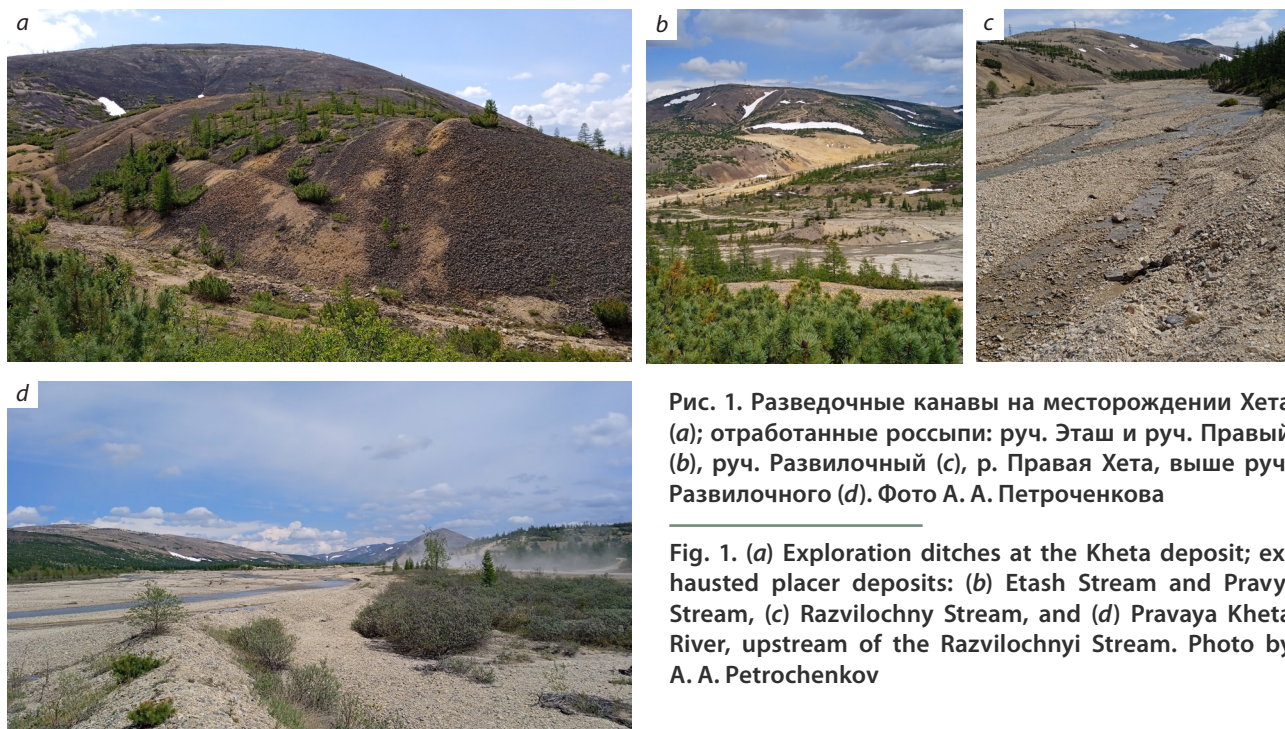 a
b
c
d
Рис. 1. Разведочные канавы на месторождении Хета
(a); отработанные россыпи: руч. Эташ и руч. Правый
(b), руч. Развилочный (c), р. Правая Хета, выше руч
Развилочного (d). Фото А. А. Петроченкова
Fig. 1. (a) Exploration ditches at the Kheta deposit; ex
hausted placer deposits: (b) Etash Stream and Pravy
Stream, (c) Razvilochny Stream, and (d) Pravaya Kheta
River, upstream of the Razvilochnyi Stream. Photo by
A. A. Petrochenkov